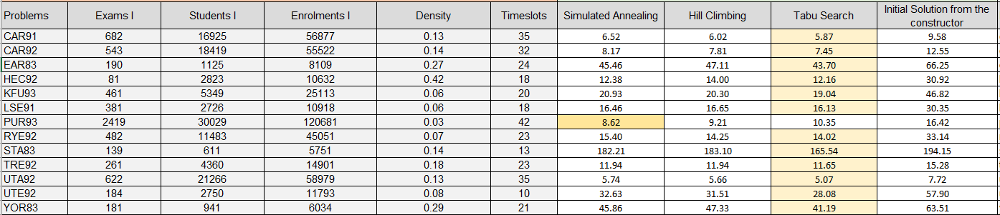 Problems Exams I Students I Enrolments I Density Timeslots Simulated Annealing Hill Climbing Tabu Search Initial Solution from the constructor
CAR91 682 16925 56877 0.13 35 6.52 6.02 5.87 9.58
CAR92 543 18419 55522 0.14 32 8.17 7.81 7.45 12.55
EAR83 190 1125 8109 0.27 24 45.46 47.11 43.70 66.25
HEC92 81 2823 10632 0.42 18 12.38 14.00 12.16 30.92
KFU93 461 5349 25113 0.06 20 20.93 20.30 19.04 46.82
LSE91 381 2726 10918 0.06 18 16.46 16.65 16.13 30.35
PUR93 2419 30029 120681 0.03 42 8.62 9.21 10.35 16.42
RYE92 482 11483 45051 0.07 23 15.40 14.25 14.02 33.14
STA83 139 611 5751 0.14 13 182.21 183.10 165.54 194.15
TRE92 261 4360 14901 0.18 23 11.94 11.94 11.65 15.28
UTA92 622 21266 58979 0.13 35 5.74 5.66 5.07 7.72
UTE92 184 2750 11793 0.08 10 32.63 31.51 28.08 57.90
YOR83 181 941 6034 0.29 21 45.86 47.33 41.19 63.51